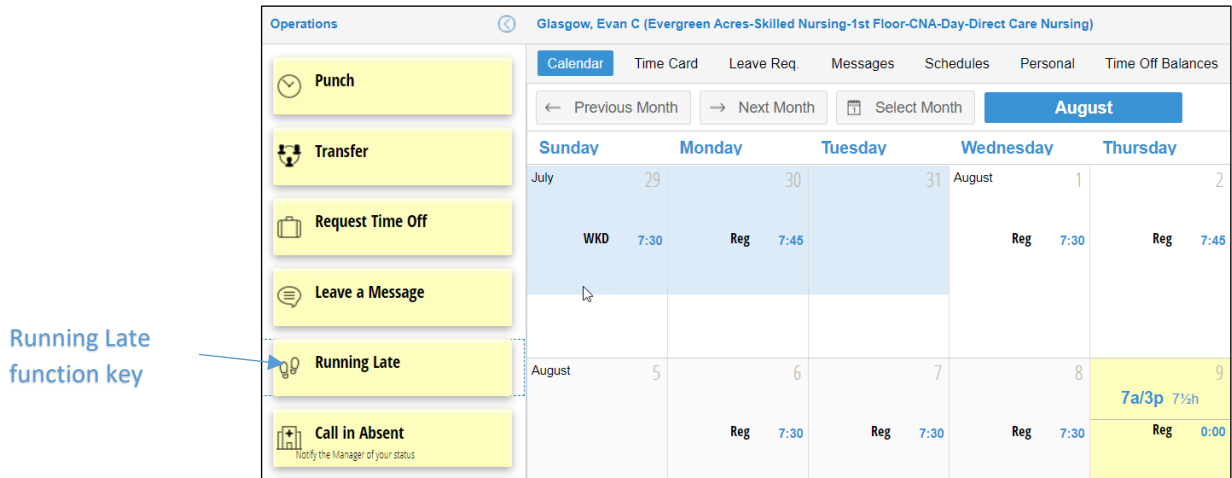 Operations
Glasgow, Evan C (Evergreen Acres-Skilled Nursing-1st Floor-CNA-Day-Direct Care Nursing)
Punch
Transfer
Request Time Off
Leave a Message
Running Late
Call in Absent
Notify the Manager of your status
Running Late
function key
Calendar Time Card Leave Req. Messages Schedules Personal Time Off Balances
← Previous Month → Next Month 1 Select Month August
Sunday Monday Tuesday Wednesday Thursday
July 29 30 31 August 1 2
WKD 7:30 Reg 7:45 Reg 7:30 Reg 7:45
August 5 6 7 8 9
7a/3p 7½h
Reg 7:30 Reg 7:30 Reg 7:30 Reg 0:00